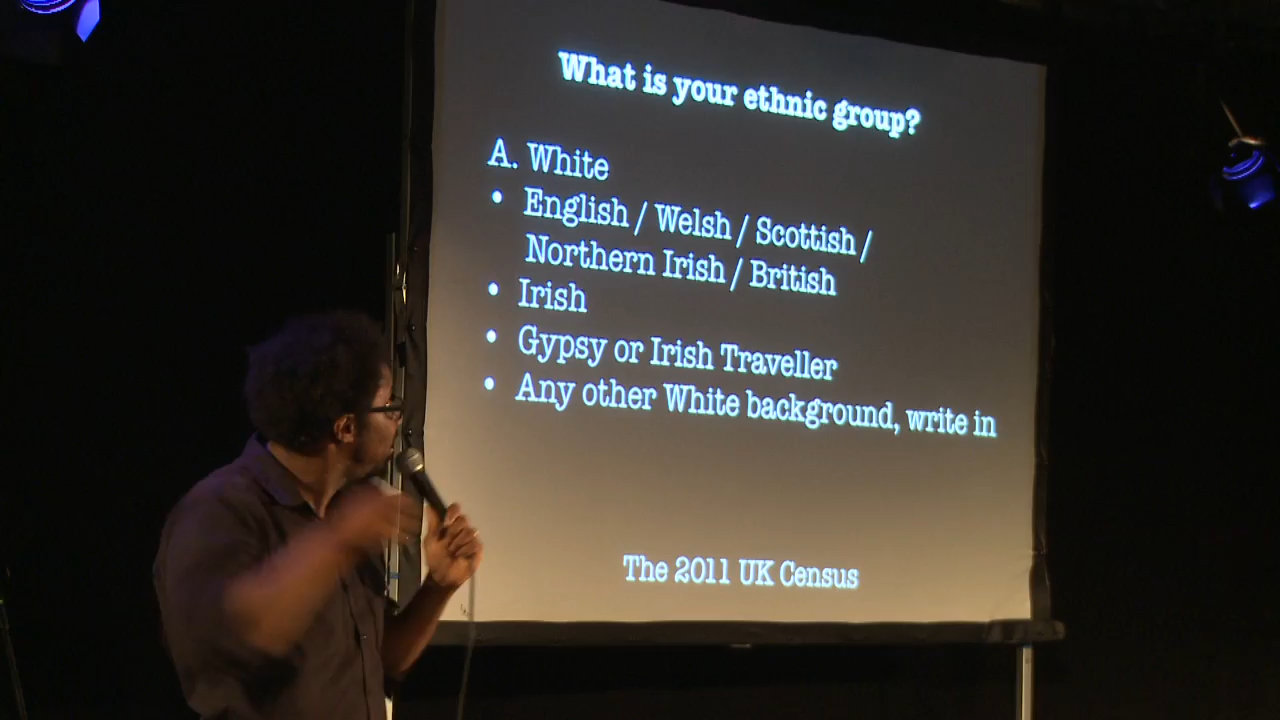 What is your ethnic group?
A. White
• English / Welsh / Scottish /
Northern Irish / British
• Irish
• Gypsy or Irish Traveller
• Any other White background, write in
The 2011 UK Census